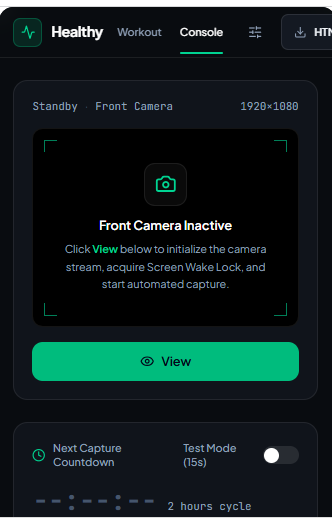 Healthy Workout Console HTM
Standby · Front Camera 1920×1080
Front Camera Inactive
Click View below to initialize the camera
stream, acquire Screen Wake Lock, and
start automated capture.
View
Next Capture
Countdown
Test Mode
(15s)
--:--:-- 2 hours cycle